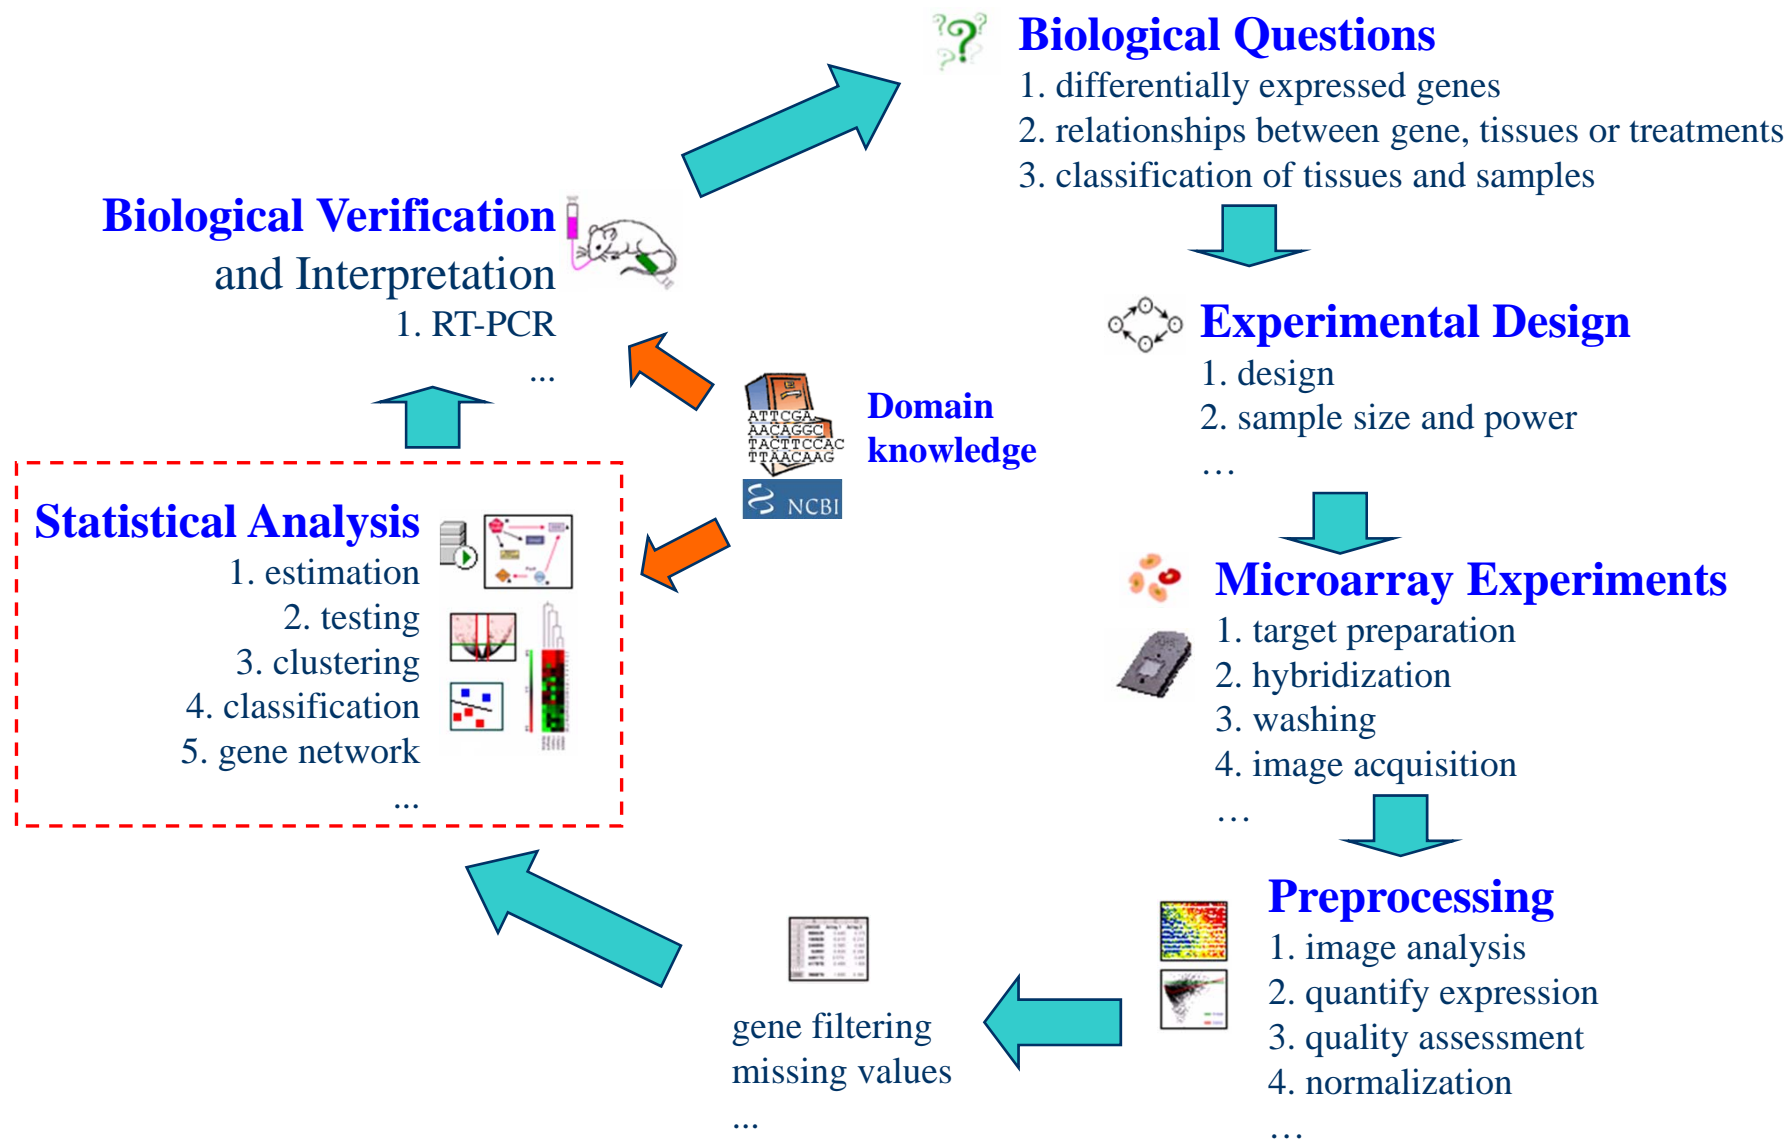 Biological Questions
1. differentially expressed genes
2. relationships between gene, tissues or treatments
3. classification of tissues and samples
Experimental Design
1. design
2. sample size and power
…
Microarray Experiments
1. target preparation
2. hybridization
3. washing
4. image acquisition
…
Preprocessing
1. image analysis
2. quantify expression
3. quality assessment
4. normalization
…
gene filtering
missing values
...
Statistical Analysis
1. estimation
2. testing
3. clustering
4. classification
5. gene network
...
Biological Verification
and Interpretation
1. RT-PCR
...
Domain
knowledge
ATTCGA
AACAGGC
TACTTCCAC
TTAACAAG
NCBI